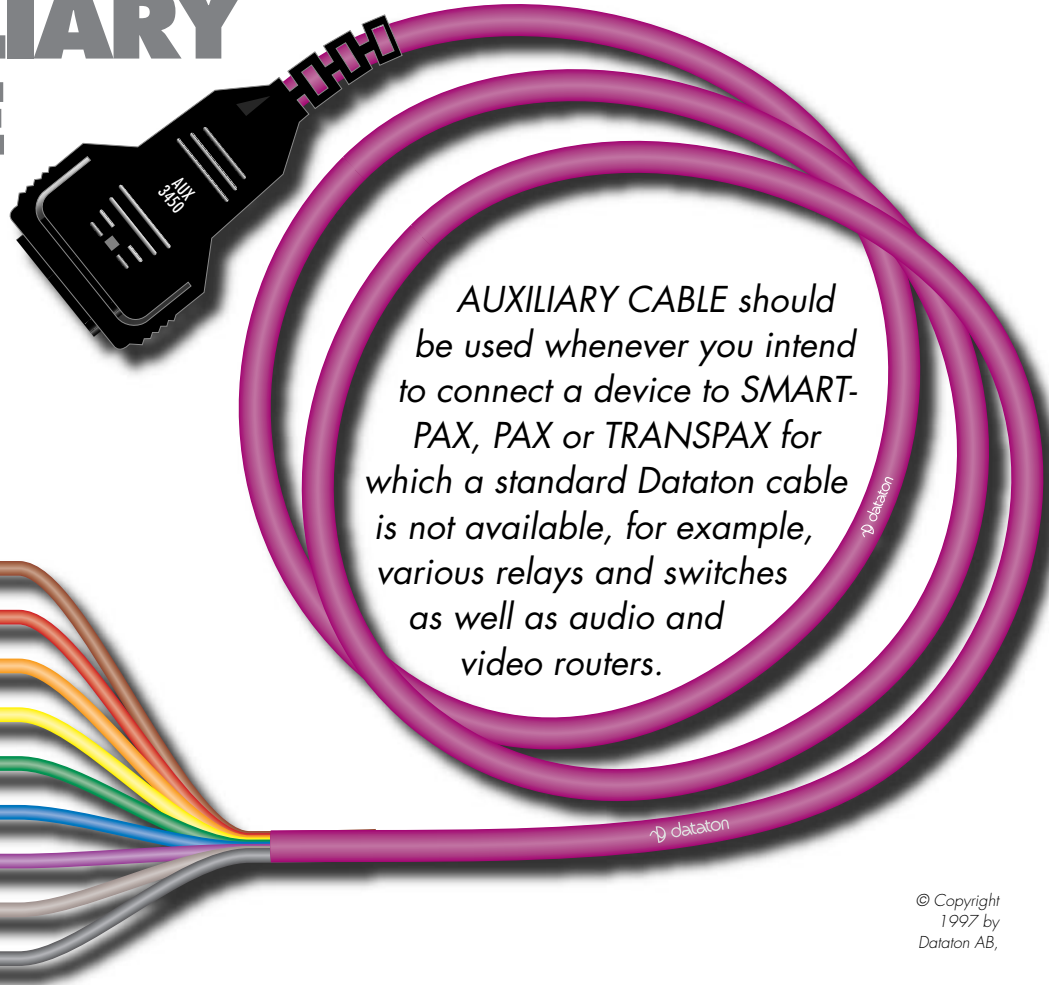 LIARY
E
AUX
3450
AUXILIARY CABLE should
be used whenever you intend
to connect a device to SMART-
PAX, PAX or TRANSPAX for
which a standard Dataton cable
is not available, for example,
various relays and switches
as well as audio and
video routers.
dataton
dataton
© Copyright
1997 by
Dataton AB,